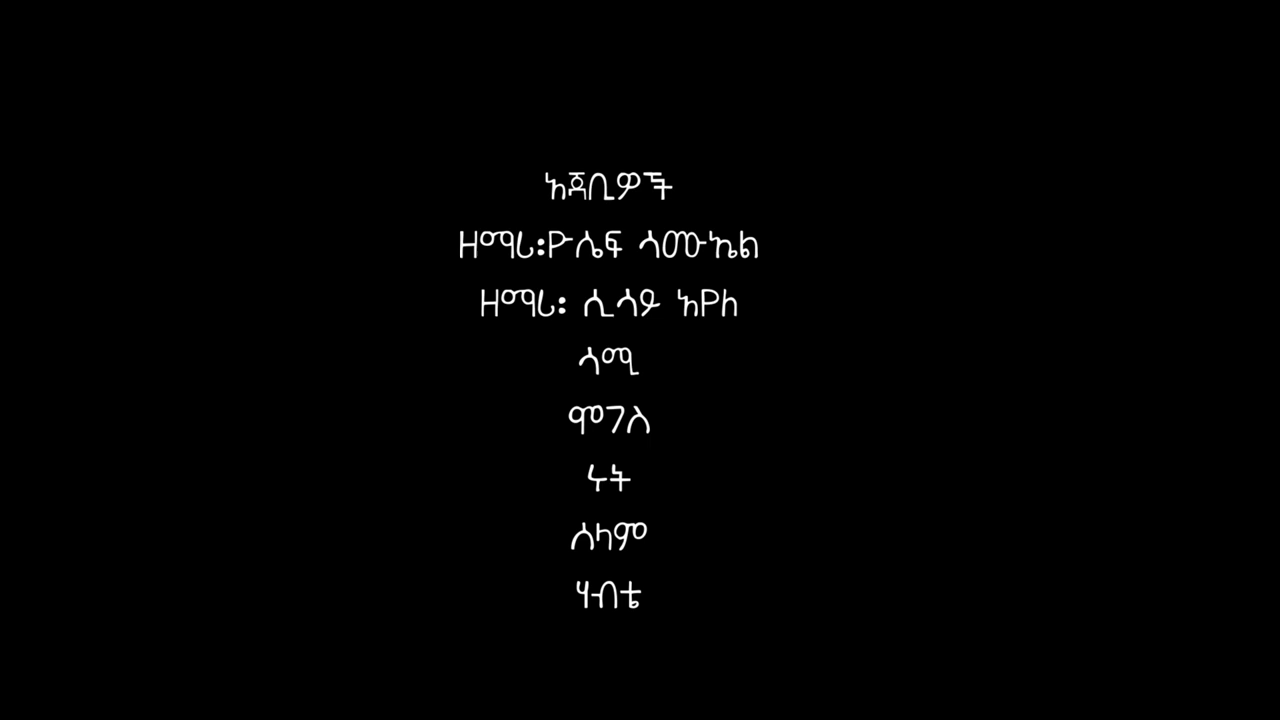 አጃቢዎች
ዘማሪ፡ዮሴፍ ሳሙኤል
ዘማሪ፡ ሲሳይ አየለ
ሳሚ
ሞገስ
ሩት
ሰላም
ሃብቴ